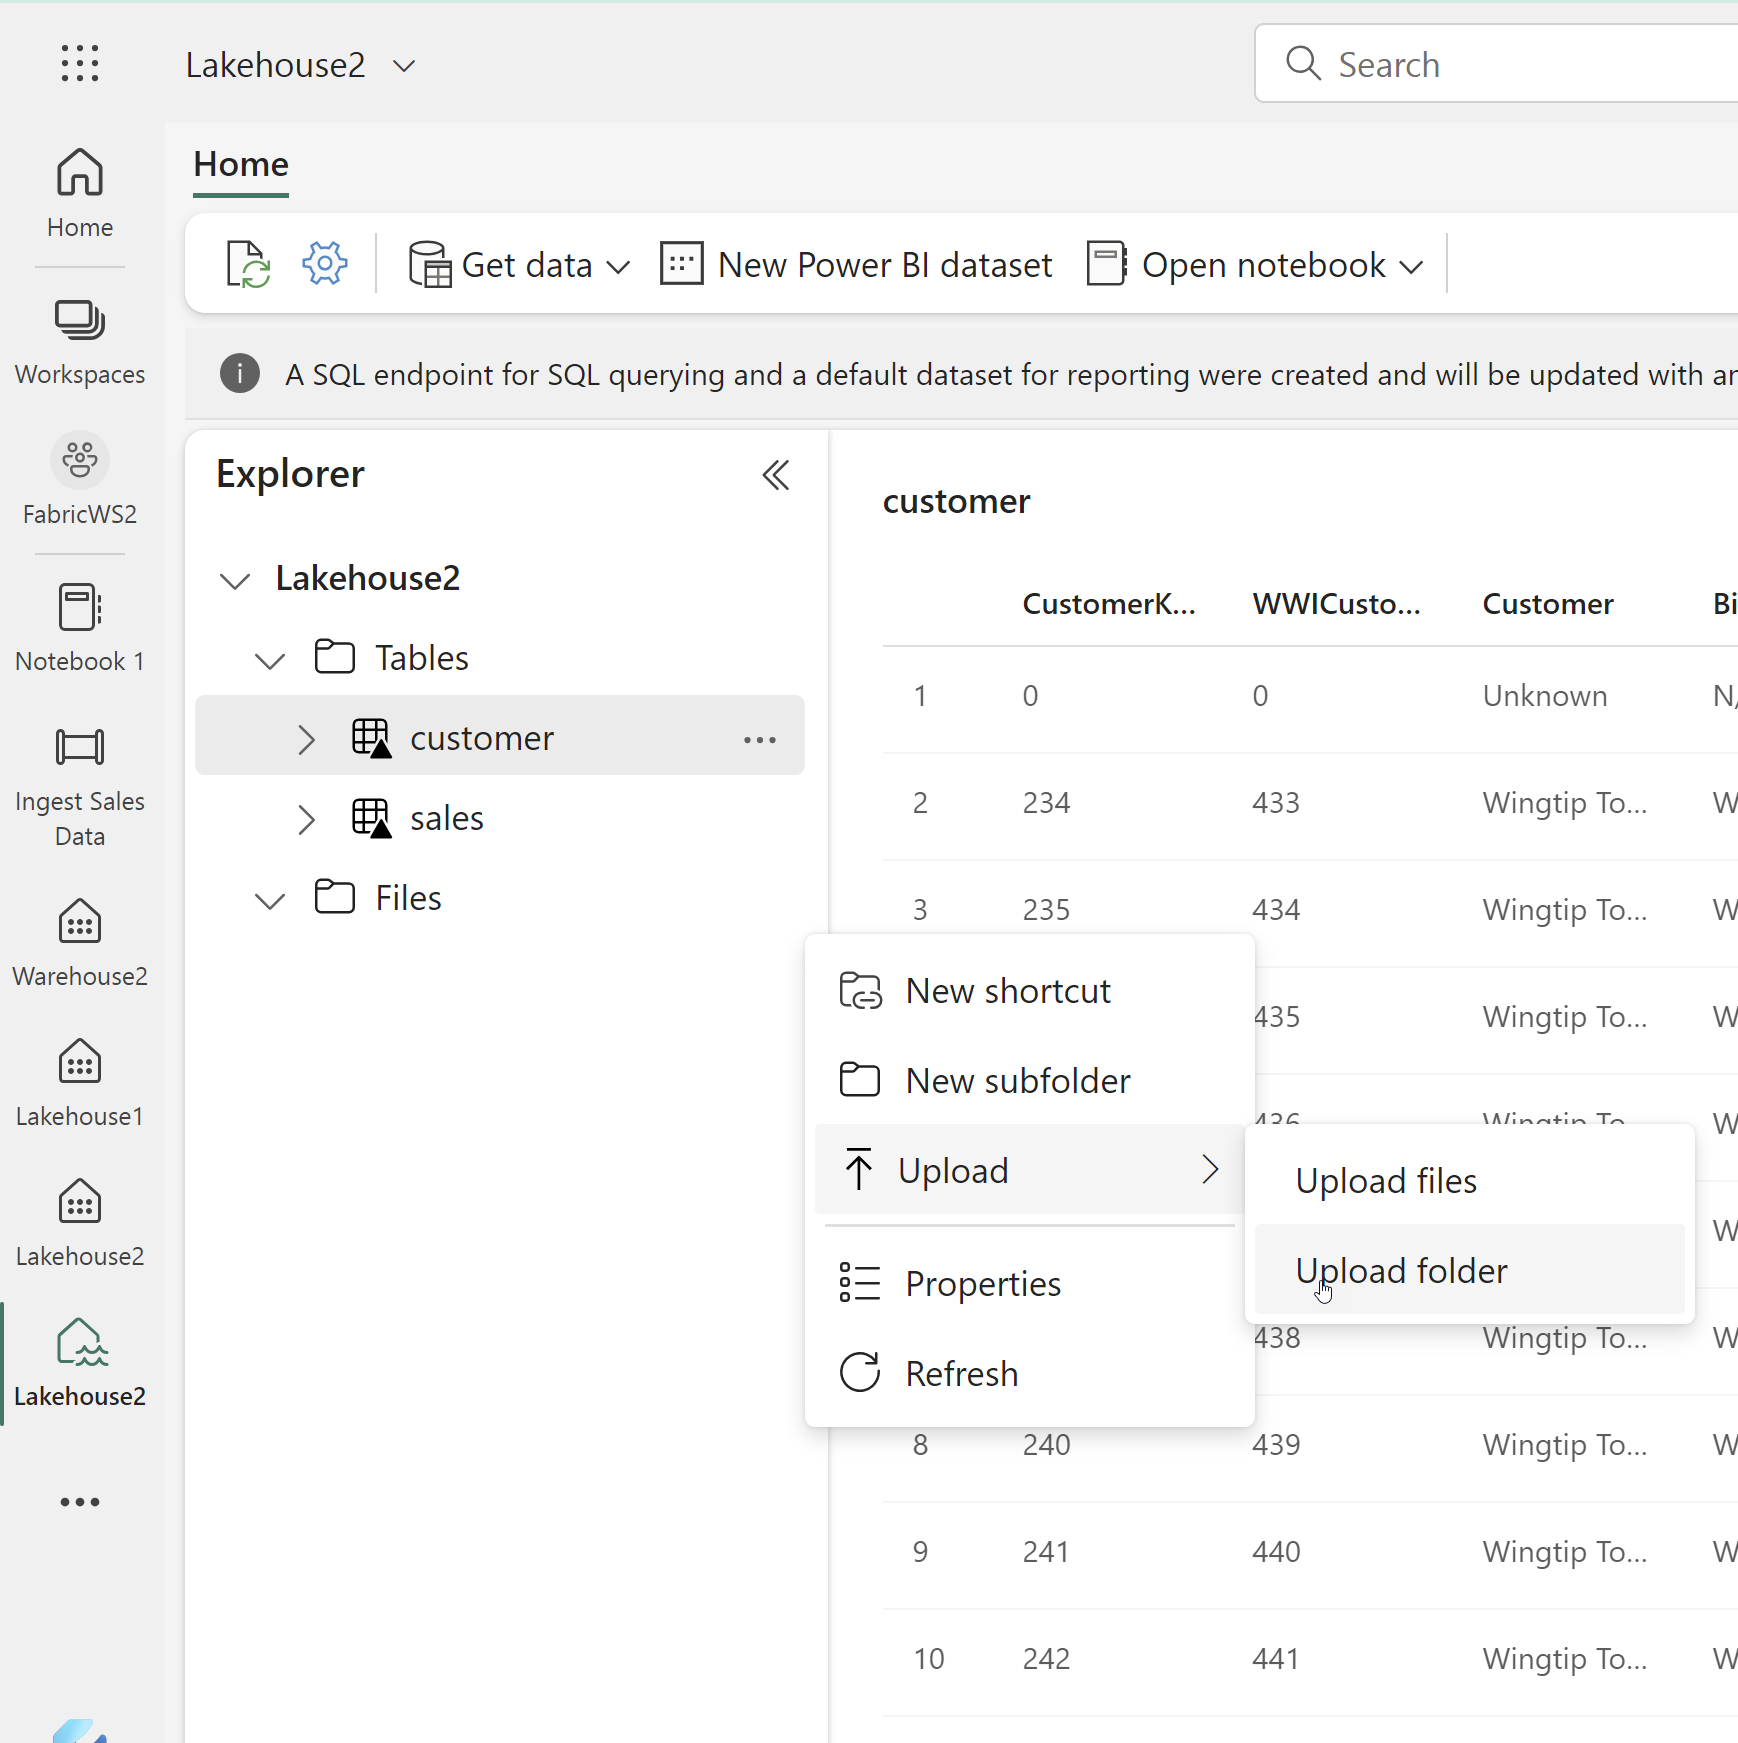 Lakehouse2
Search
Home
Home
Get data
New Power BI dataset
Open notebook
Workspaces
A SQL endpoint for SQL querying and a default dataset for reporting were created and will be updated with
FabricWS2
Explorer
customer
Lakehouse2
CustomerK... WWICusto... Customer
Notebook 1
Tables
1 0 0 Unknown
customer
Ingest Sales
Data
2 234 433 Wingtip To...
sales
Files
3 235 434 Wingtip To...
Warehouse2
New shortcut
435 Wingtip To...
New subfolder
Lakehouse1
436 Wingtip To...
Upload
Upload files
Lakehouse2
Properties
Upload folder
438 Wingtip To...
Refresh
Lakehouse2
8 240 439 Wingtip To...
9 241 440 Wingtip To...
10 242 441 Wingtip To...